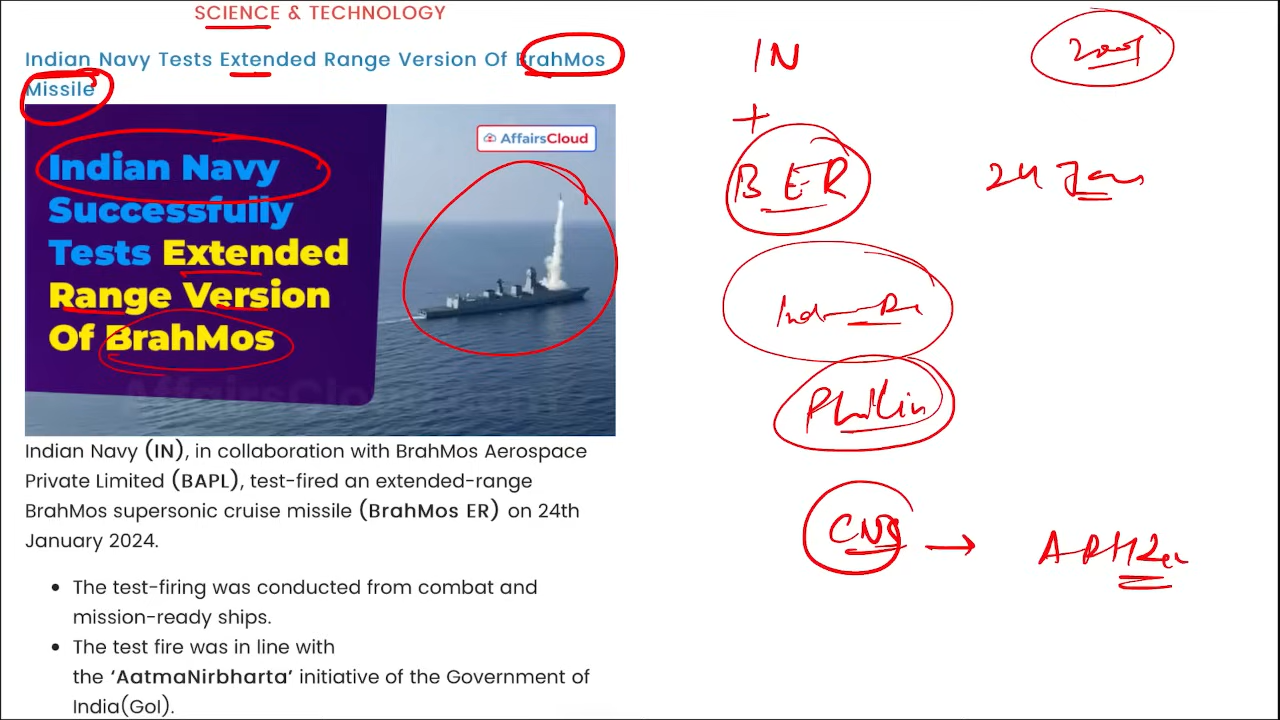 SCIENCE & TECHNOLOGY
Indian Navy Tests Extended Range Version Of BrahMos
Missile
AffairsCloud
Indian Navy
Successfully
Tests Extended
Range Version
Of BrahMos
Indian Navy (IN), in collaboration with BrahMos Aerospace
Private Limited (BAPL), test-fired an extended-range
BrahMos supersonic cruise missile (BrahMos ER) on 24th
January 2024.
• The test-firing was conducted from combat and
mission-ready ships.
• The test fire was in line with
the ‘AatmaNirbharta’ initiative of the Government of
India(GoI).
IN
+
BER
24 Jan